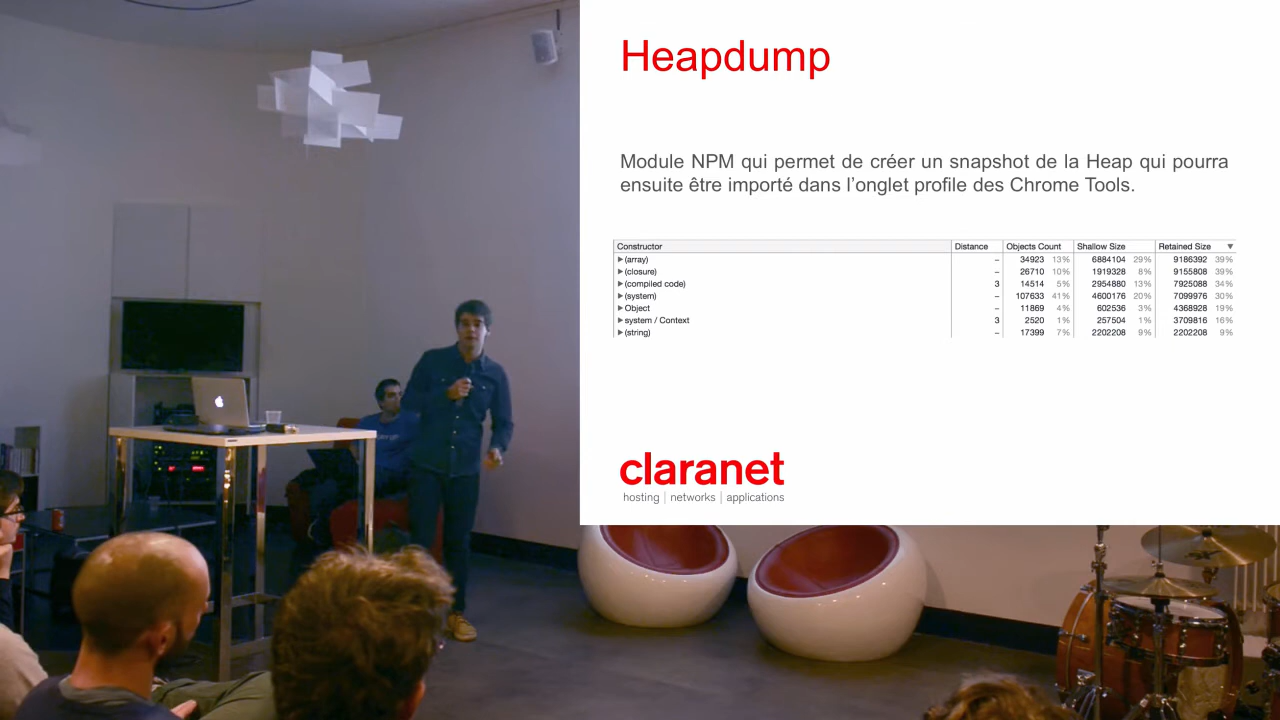 Heapdump
Module NPM qui permet de créer un snapshot de la Heap qui pourra
ensuite être importé dans l’onglet profile des Chrome Tools.
Constructor Distance Objects Count Shallow Size Retained Size ▼
▶(array) – 34923 13% 6884104 29% 9186392 39%
▶(closure) – 26710 10% 1919328 8% 9155808 39%
▶(compiled code) 3 14514 5% 2954880 13% 7925088 34%
▶(system) – 107633 41% 4600176 20% 7099976 30%
▶Object – 11869 4% 602536 3% 4368928 19%
▶system / Context 3 2520 1% 257504 1% 3709816 16%
▶(string) – 17399 7% 2202208 9% 2202208 9%
claranet
hosting | networks | applications